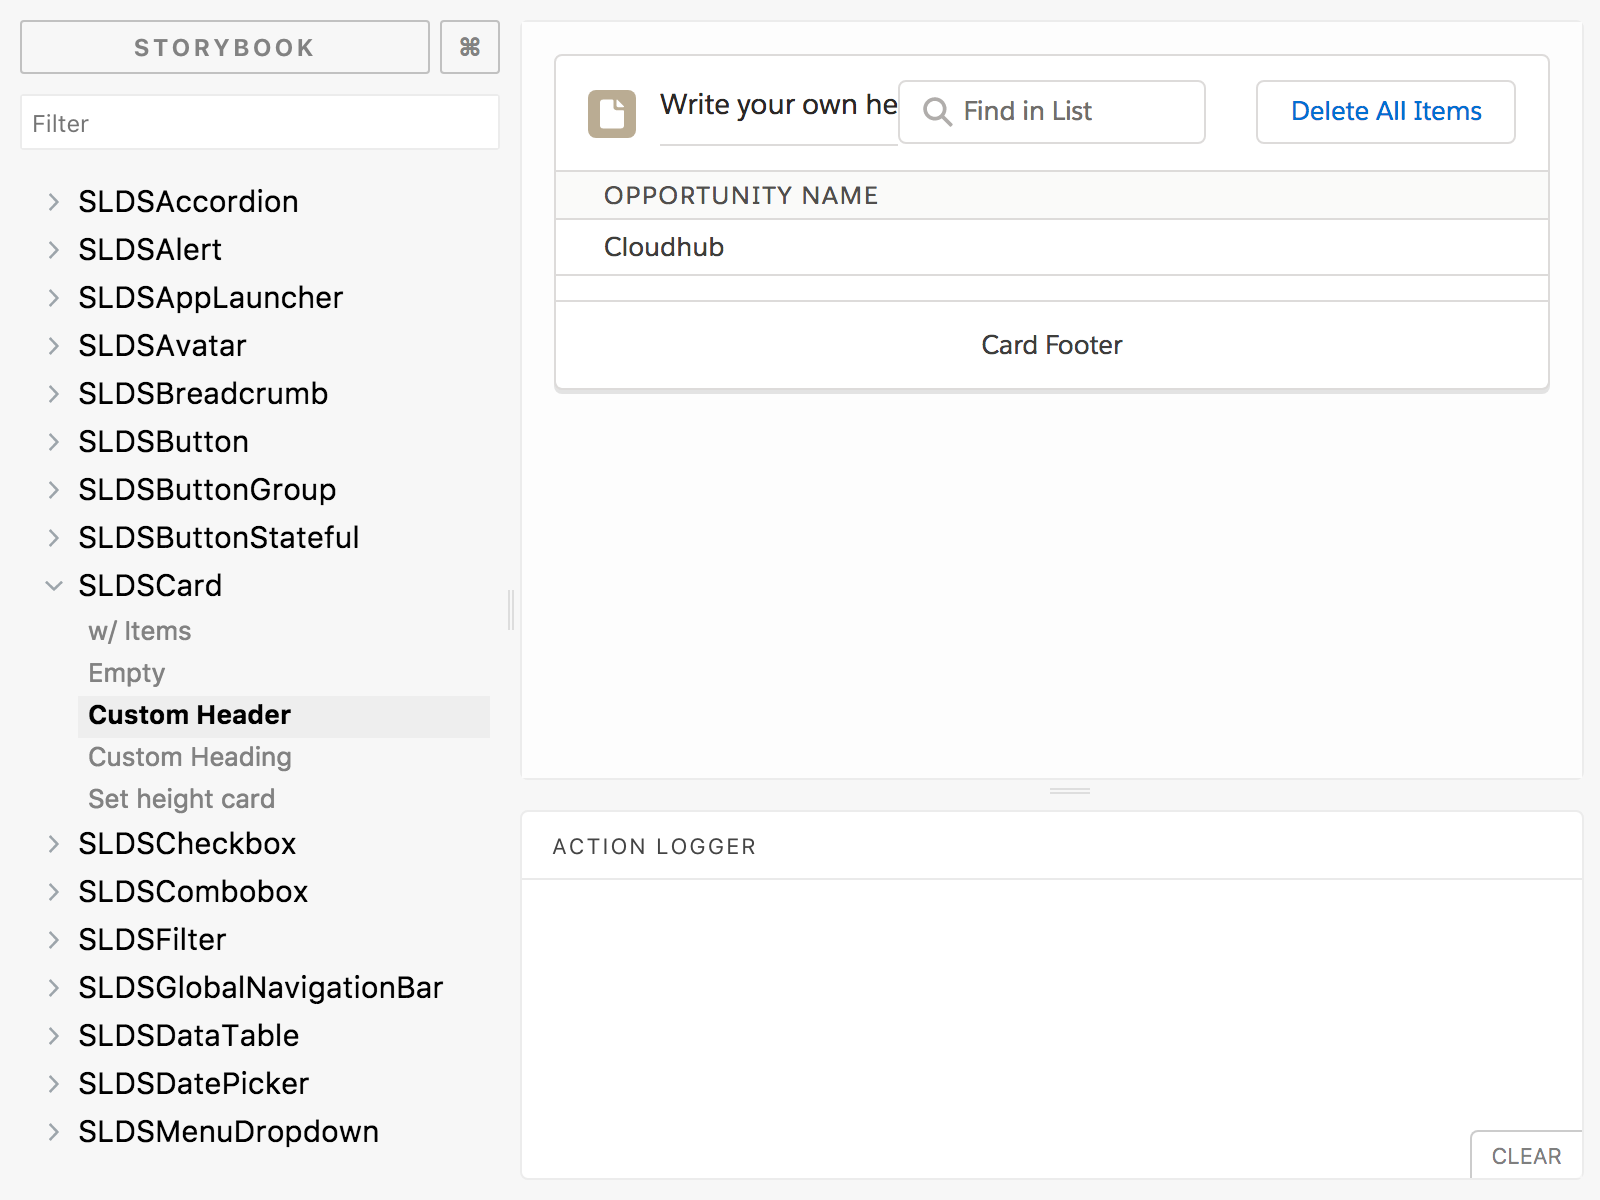 STORYBOOK
⌘
Filter
SLDSAccordion
SLDSAlert
SLDSAppLauncher
SLDSAvatar
SLDSBreadcrumb
SLDSButton
SLDSButtonGroup
SLDSButtonStateful
SLDSCard
w/ Items
Empty
Custom Header
Custom Heading
Set height card
SLDSCheckbox
SLDSCombobox
SLDSFilter
SLDSGlobalNavigationBar
SLDSDataTable
SLDSDatePicker
SLDSMenuDropdown
Write your own he
Find in List
Delete All Items
OPPORTUNITY NAME
Cloudhub
Card Footer
ACTION LOGGER
CLEAR